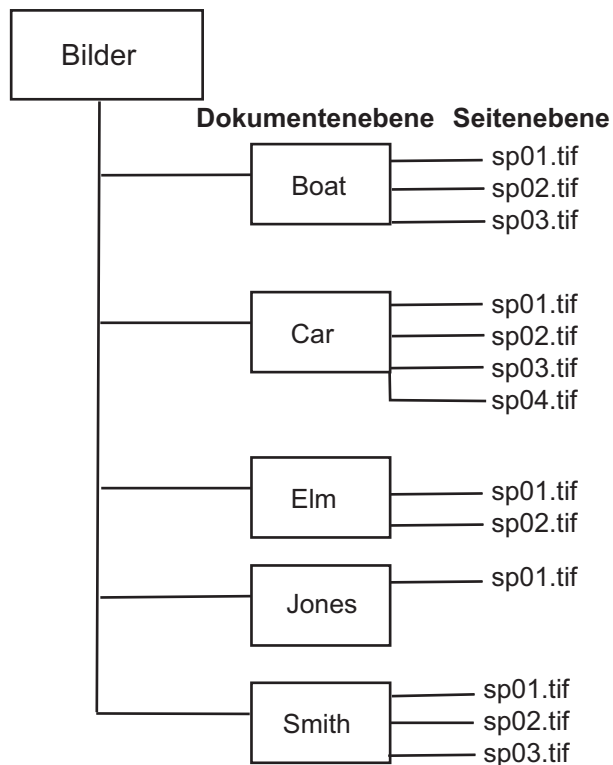 Bilder
Dokumentenebene Seitenebene
Boat
sp01.tif
sp02.tif
sp03.tif
Car
sp01.tif
sp02.tif
sp03.tif
sp04.tif
Elm
sp01.tif
sp02.tif
Jones
sp01.tif
Smith
sp01.tif
sp02.tif
sp03.tif